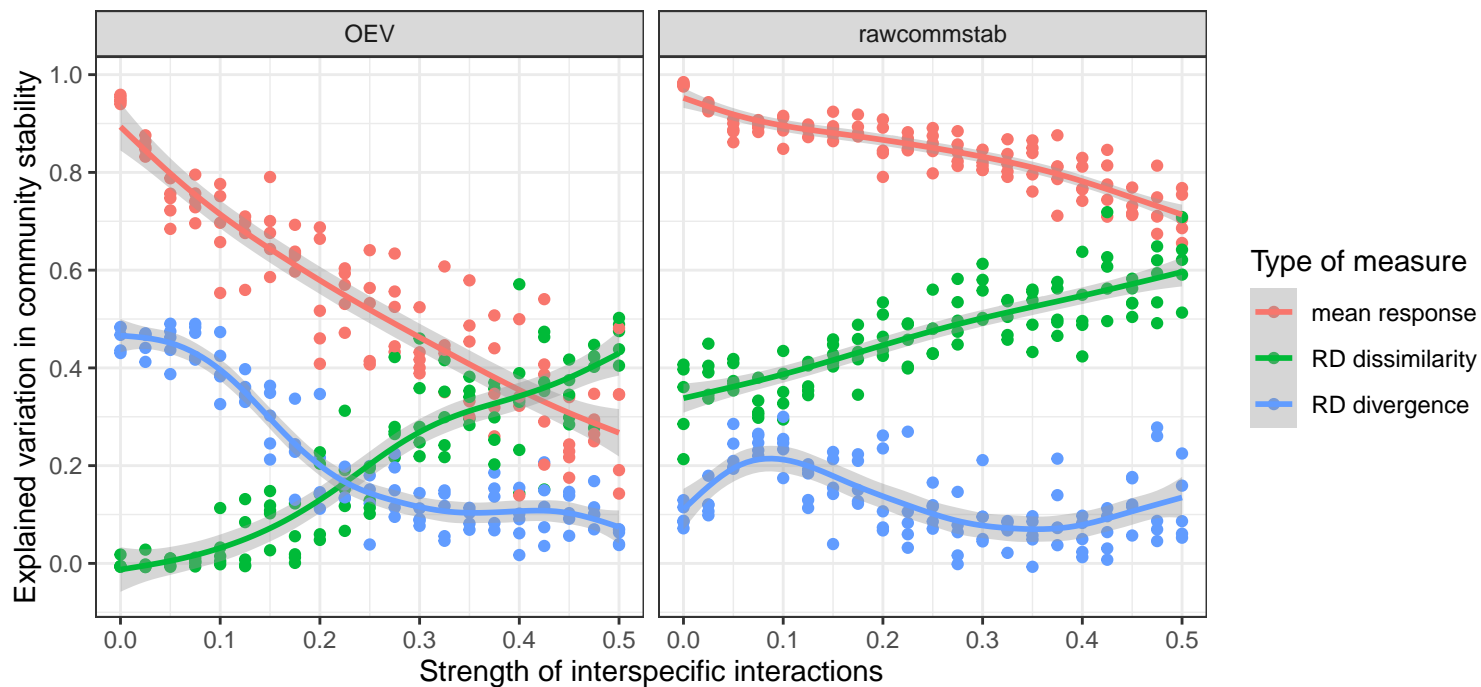 OEV
rawcommstab
Explained variation in community stability
1.0
0.8
0.6
0.4
0.2
0.0
0.0 0.1 0.2 0.3 0.4 0.5
0.0 0.1 0.2 0.3 0.4 0.5
Strength of interspecific interactions
Type of measure
mean response
RD dissimilarity
RD divergence